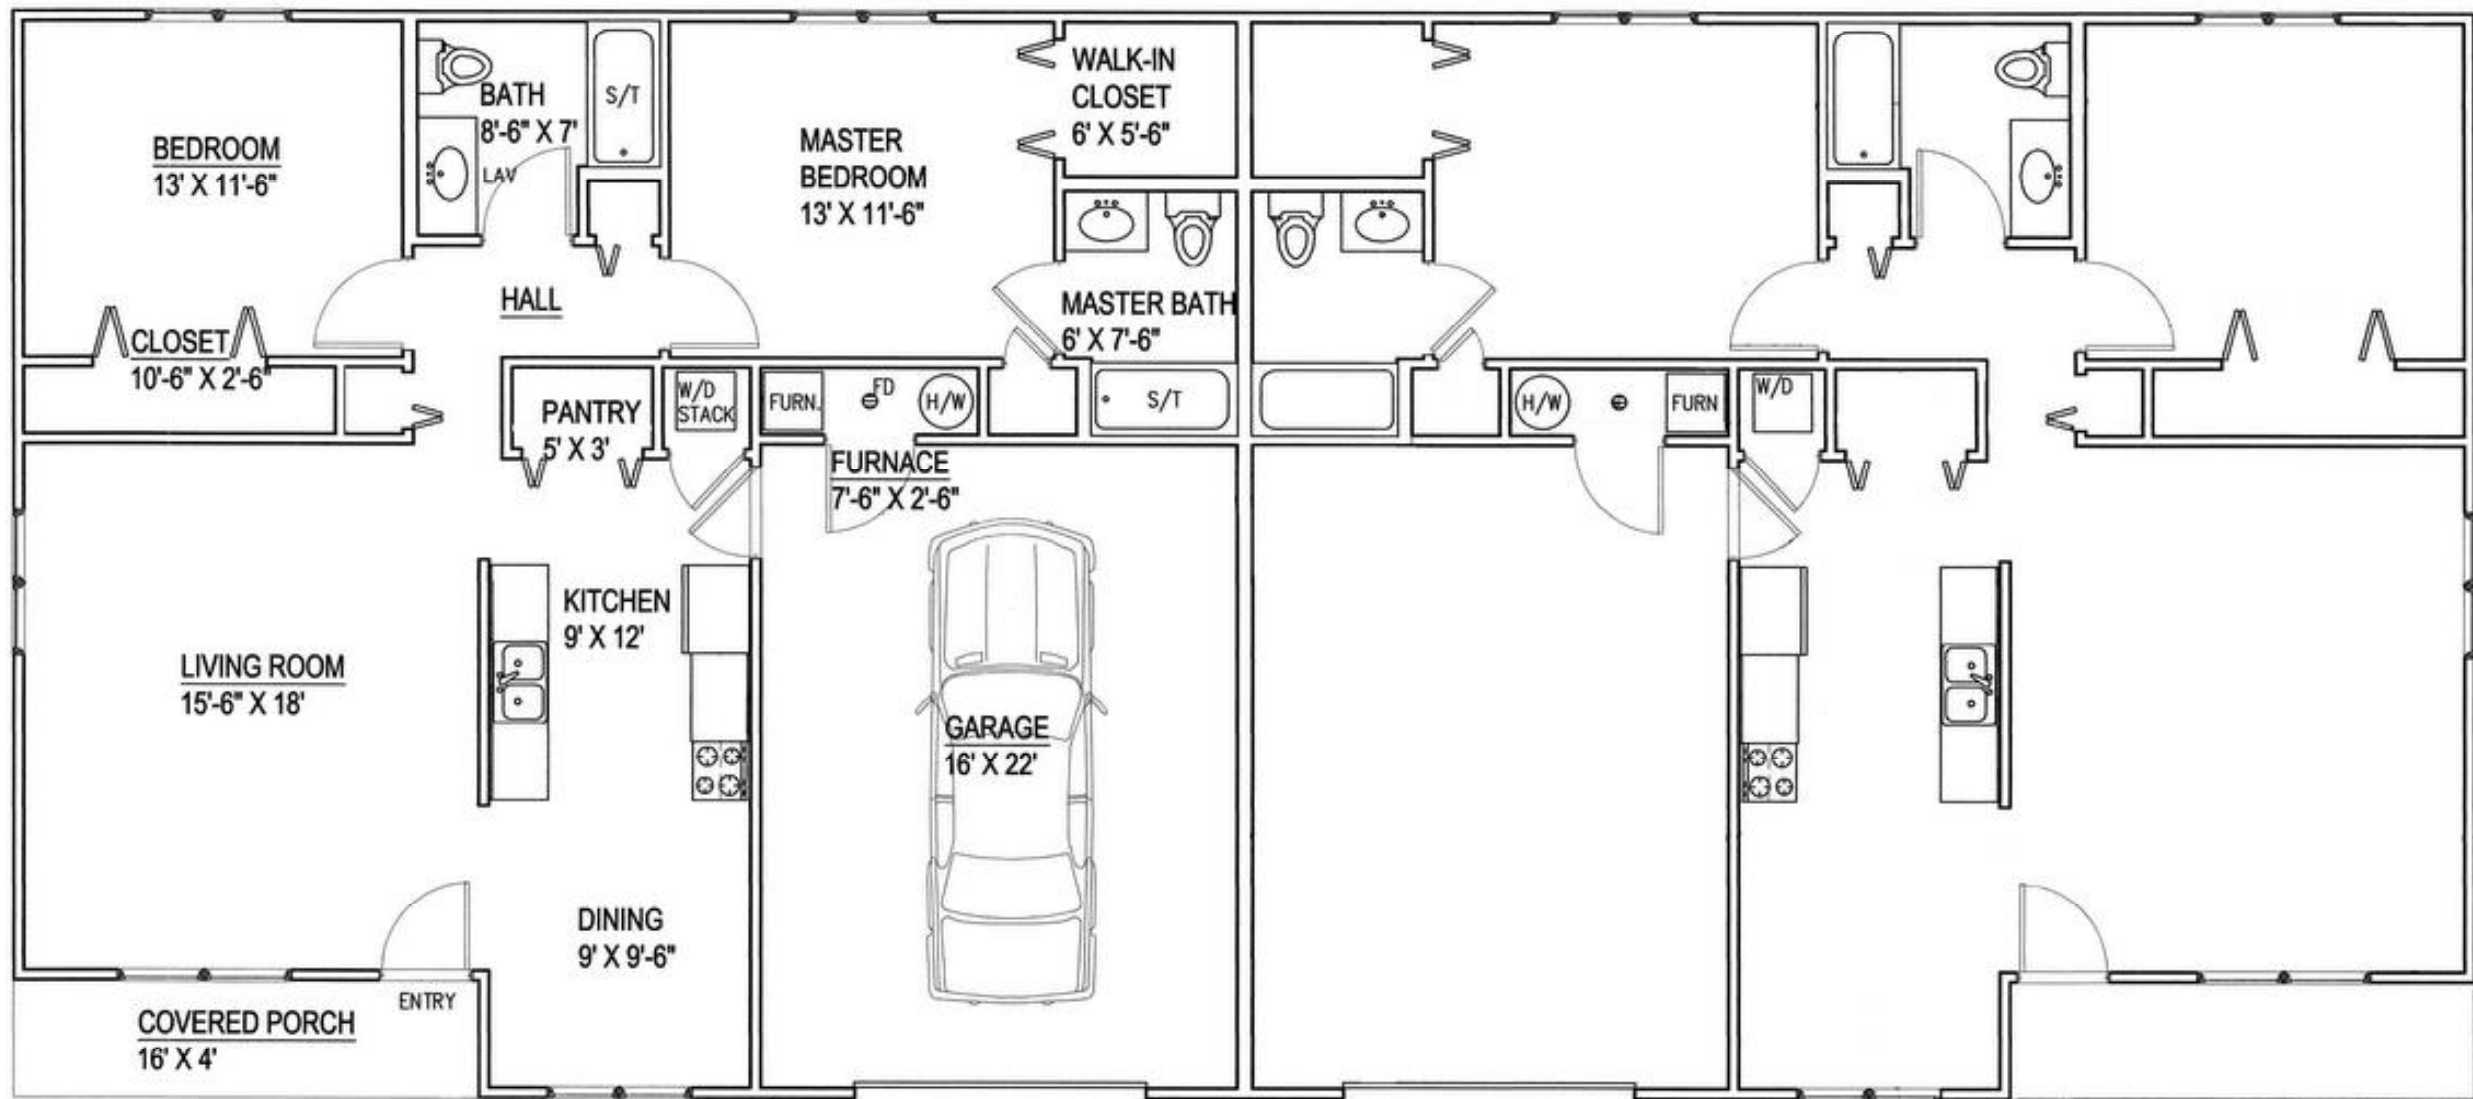 BEDROOM
13' X 11'-6"
BATH
8'-6" X 7'
S/T
LAV
MASTER
BEDROOM
13' X 11'-6"
WALK-IN
CLOSET
6' X 5'-6"
HALL
MASTER BATH
6' X 7'-6"
CLOSET
10'-6" X 2'-6"
PANTRY
5' X 3'
W/D
STACK
FURN.
FD
H/W
S/T
H/W
FURN
W/D
FURNACE
7'-6" X 2'-6"
KITCHEN
9' X 12'
LIVING ROOM
15'-6" X 18'
GARAGE
16' X 22'
DINING
9' X 9'-6"
ENTRY
COVERED PORCH
16' X 4'